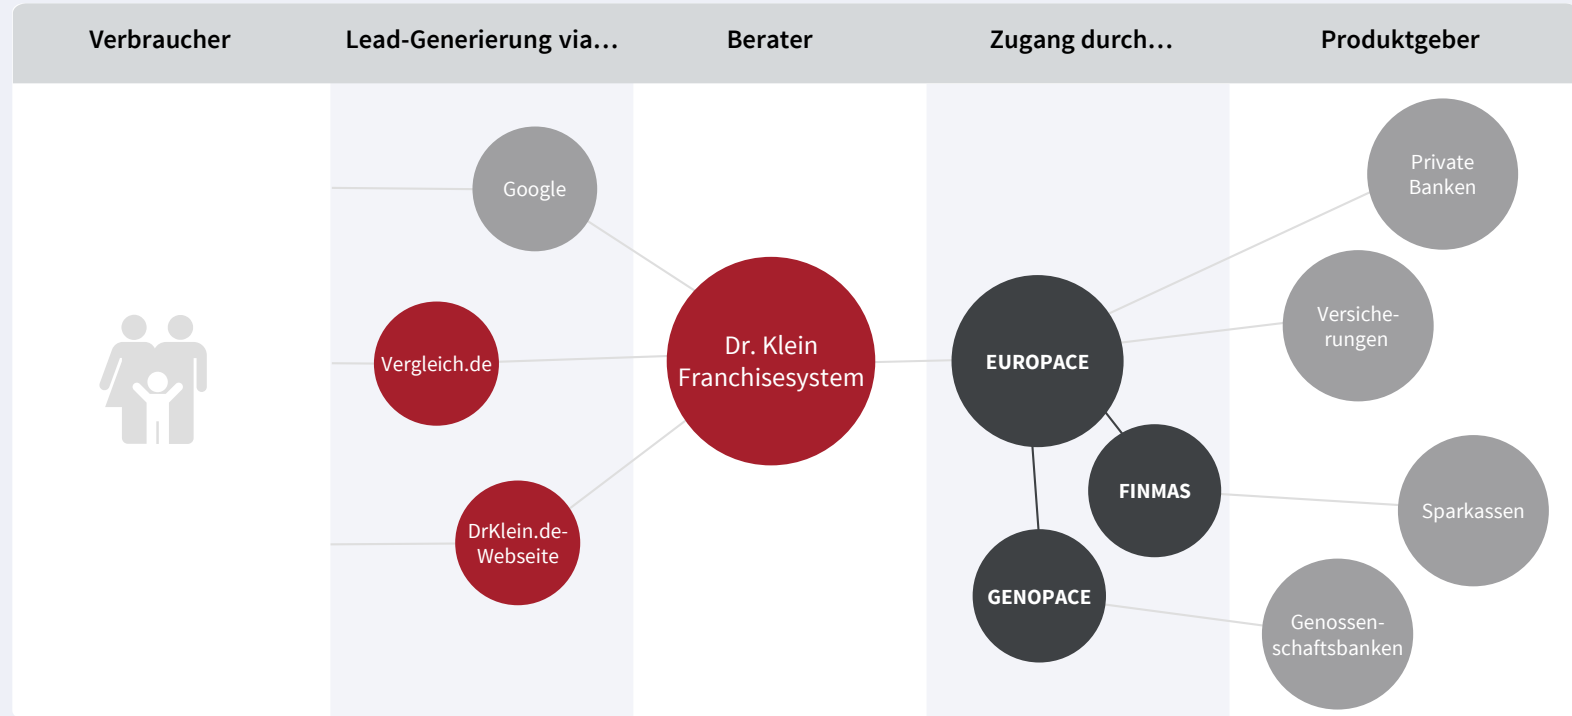 Verbraucher
Lead-Generierung via…
Berater
Zugang durch…
Produktgeber
Google
Vergleich.de
DrKlein.de-
Webseite
Dr. Klein
Franchisesystem
EUROPACE
FINMAS
GENOPACE
Private
Banken
Versiche-
rungen
Sparkassen
Genossen-
schaftsbanken